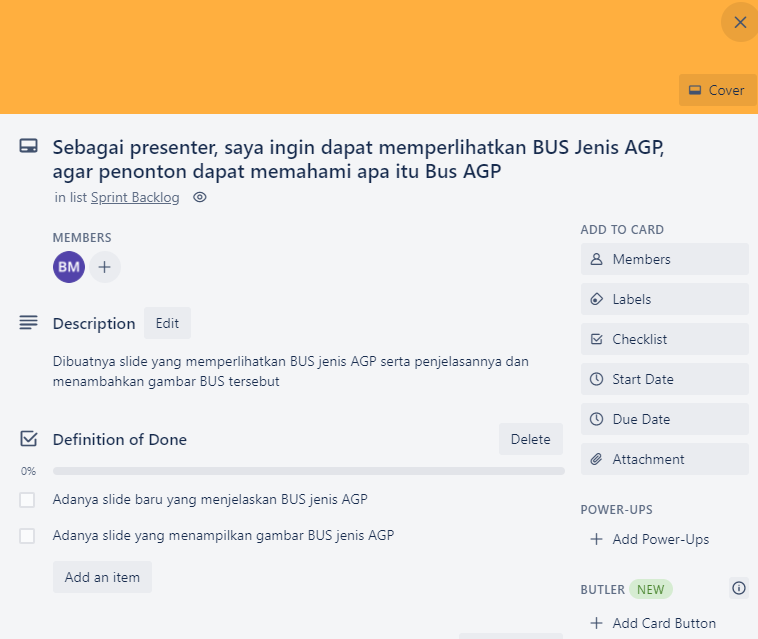 Cover
Sebagai presenter, saya ingin dapat memperlihatkan BUS Jenis AGP,
agar penonton dapat memahami apa itu Bus AGP
in list Sprint Backlog
MEMBERS
BM
Description Edit
Dibuatnya slide yang memperlihatkan BUS jenis AGP serta penjelasannya dan
menambahkan gambar BUS tersebut
Definition of Done Delete
0%
Adanya slide baru yang menjelaskan BUS jenis AGP
Adanya slide yang menampilkan gambar BUS jenis AGP
Add an item
ADD TO CARD
Members
Labels
Checklist
Start Date
Due Date
Attachment
POWER-UPS
+ Add Power-Ups
BUTLER NEW
+ Add Card Button